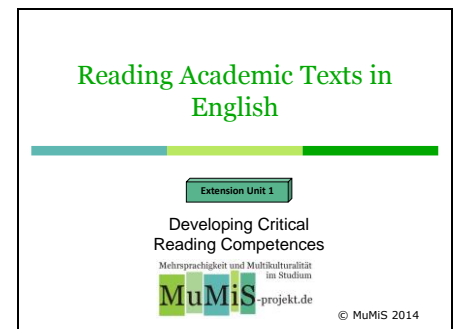 Reading Academic Texts in
English
Extension Unit 1
Developing Critical
Reading Competences
Mehrsprachigkeit und Multikulturalität
im Studium
MuMiS-projekt.de
© MuMiS 2014